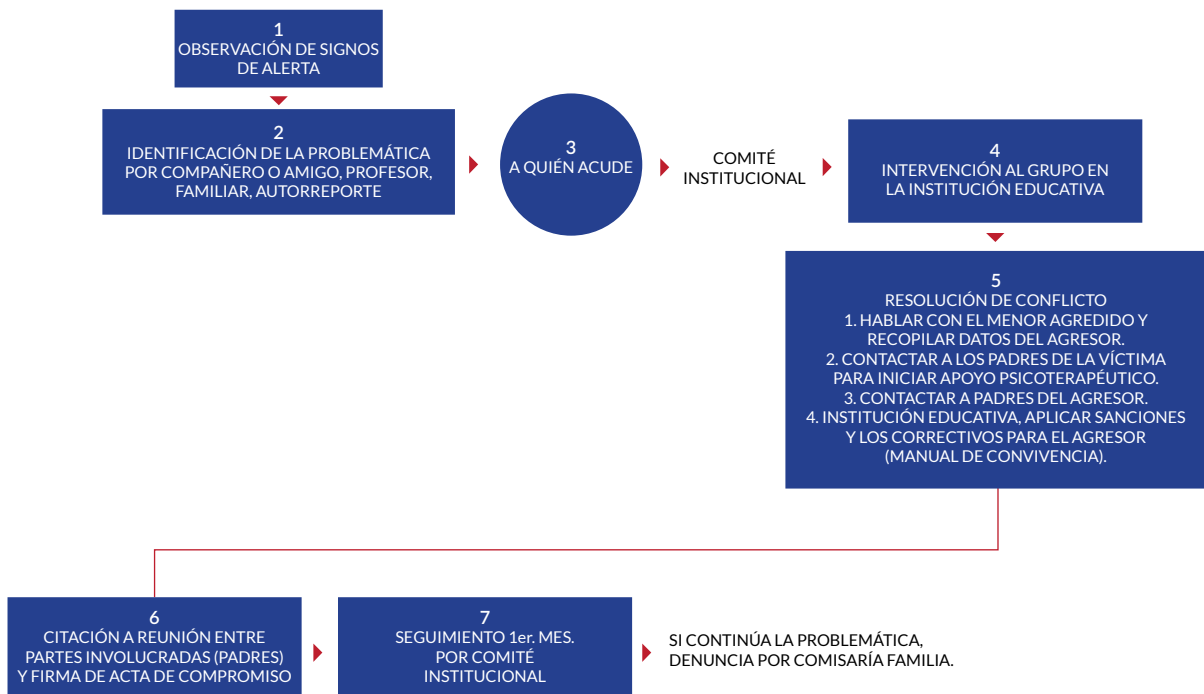 1
OBSERVACIÓN DE SIGNOS
DE ALERTA
2
IDENTIFICACIÓN DE LA PROBLEMÁTICA
POR COMPAÑERO O AMIGO, PROFESOR,
FAMILIAR, AUTORREPORTE
3
A QUIÉN ACUDE
COMITÉ
INSTITUCIONAL
4
INTERVENCIÓN AL GRUPO EN
LA INSTITUCIÓN EDUCATIVA
5
RESOLUCIÓN DE CONFLICTO
1. HABLAR CON EL MENOR AGREDIDO Y
RECOPILAR DATOS DEL AGRESOR.
2. CONTACTAR A LOS PADRES DE LA VÍCTIMA
PARA INICIAR APOYO PSICOTERAPÉUTICO.
3. CONTACTAR A PADRES DEL AGRESOR.
4. INSTITUCIÓN EDUCATIVA, APLICAR SANCIONES
Y LOS CORRECTIVOS PARA EL AGRESOR
(MANUAL DE CONVIVENCIA).
6
CITACIÓN A REUNIÓN ENTRE
PARTES INVOLUCRADAS (PADRES)
Y FIRMA DE ACTA DE COMPROMISO
7
SEGUIMIENTO 1er. MES.
POR COMITÉ
INSTITUCIONAL
SI CONTINÚA LA PROBLEMÁTICA,
DENUNCIA POR COMISARÍA FAMILIA.